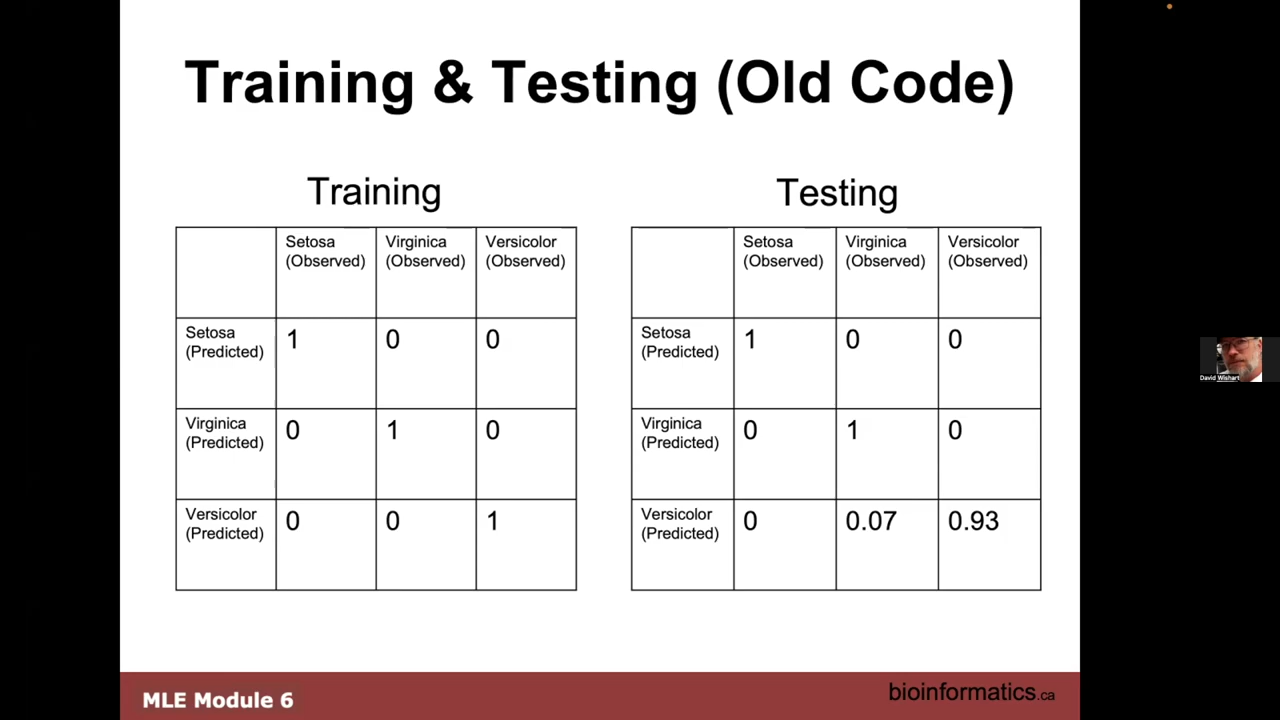 Training & Testing (Old Code)
Training
Setosa
(Observed)
Virginica
(Observed)
Versicolor
(Observed)
Setosa
(Predicted)
1
0
0
Virginica
(Predicted)
0
1
0
Versicolor
(Predicted)
0
0
1
Testing
Setosa
(Observed)
Virginica
(Observed)
Versicolor
(Observed)
Setosa
(Predicted)
1
0
0
Virginica
(Predicted)
0
1
0
Versicolor
(Predicted)
0
0.07
0.93
David Wishart
MLE Module 6
bioinformatics.ca